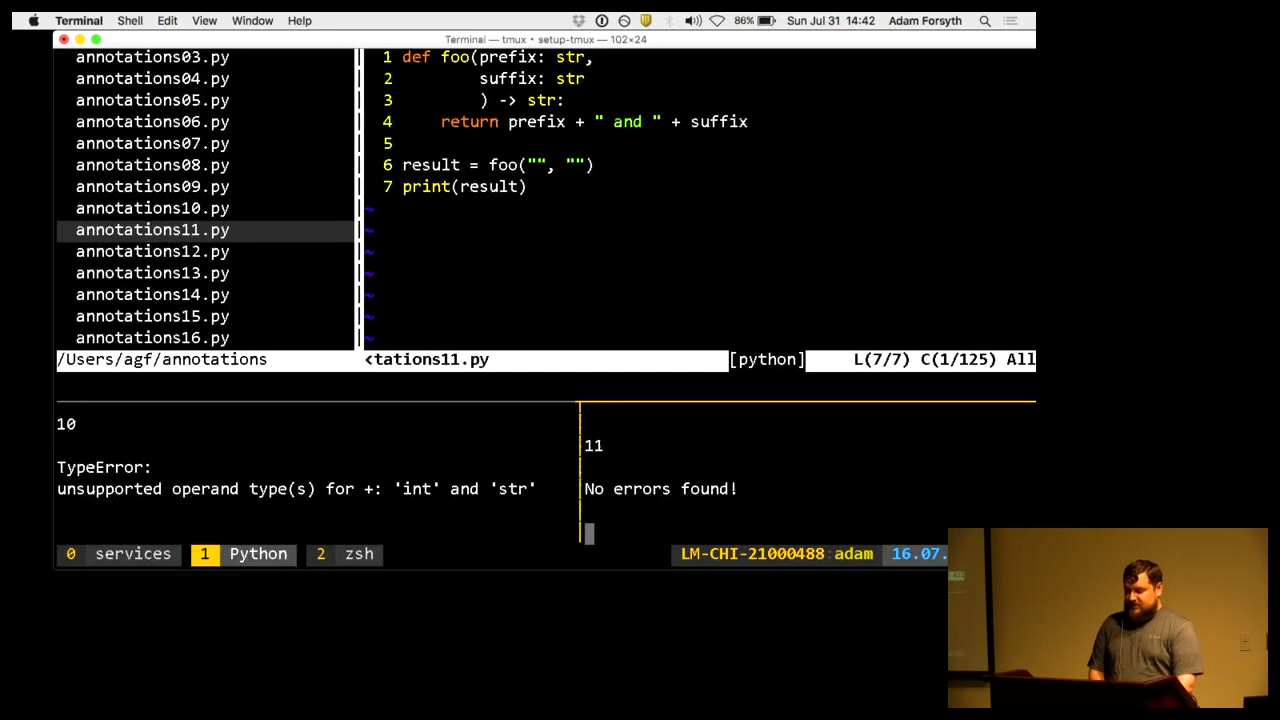 Terminal Shell Edit View Window Help 86% Sun Jul 31 14:42 Adam Forsyth
Terminal — tmux • setup-tmux — 102×24
annotations03.py
annotations04.py
annotations05.py
annotations06.py
annotations07.py
annotations08.py
annotations09.py
annotations10.py
annotations11.py
annotations12.py
annotations13.py
annotations14.py
annotations15.py
annotations16.py
/Users/agf/annotations
1 def foo(prefix: str,
2 suffix: str
3 ) -> str:
4 return prefix + " and " + suffix
5
6 result = foo("", "")
7 print(result)
~
~
~
~
~
~
~
<tations11.py [python] L(7/7) C(1/125) All
10
TypeError:
unsupported operand type(s) for +: 'int' and 'str'
11
No errors found!
0 services 1 Python 2 zsh LM-CHI-21000488:adam 16.07.